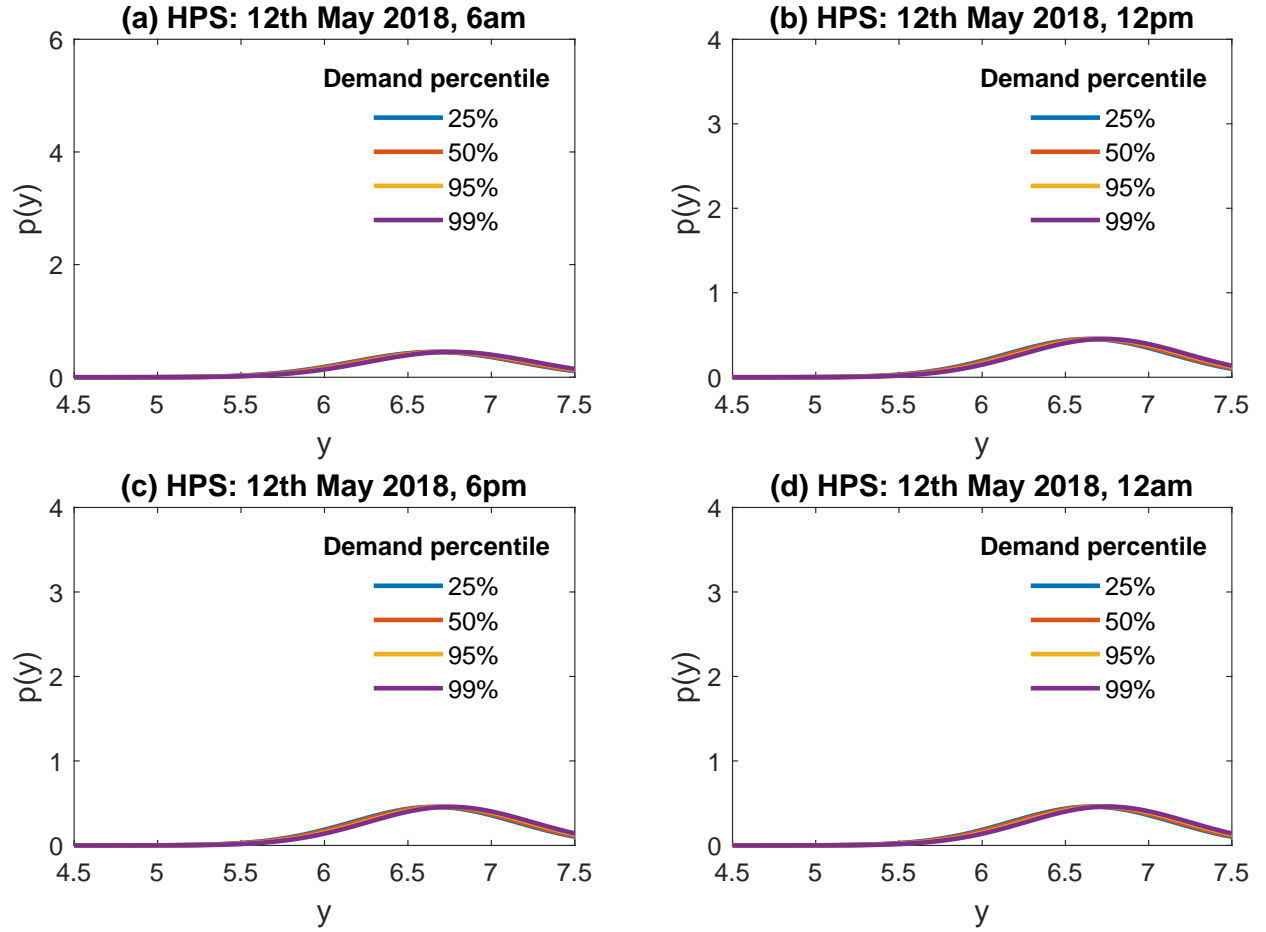 (a) HPS: 12th May 2018, 6am
6
4
2
0
p(y)
Demand percentile
25%
50%
95%
99%
4.5 5 5.5 6 6.5 7 7.5
y
(b) HPS: 12th May 2018, 12pm
4
3
2
1
0
p(y)
Demand percentile
25%
50%
95%
99%
4.5 5 5.5 6 6.5 7 7.5
y
(c) HPS: 12th May 2018, 6pm
4
3
2
1
0
p(y)
Demand percentile
25%
50%
95%
99%
4.5 5 5.5 6 6.5 7 7.5
y
(d) HPS: 12th May 2018, 12am
4
3
2
1
0
p(y)
Demand percentile
25%
50%
95%
99%
4.5 5 5.5 6 6.5 7 7.5
y